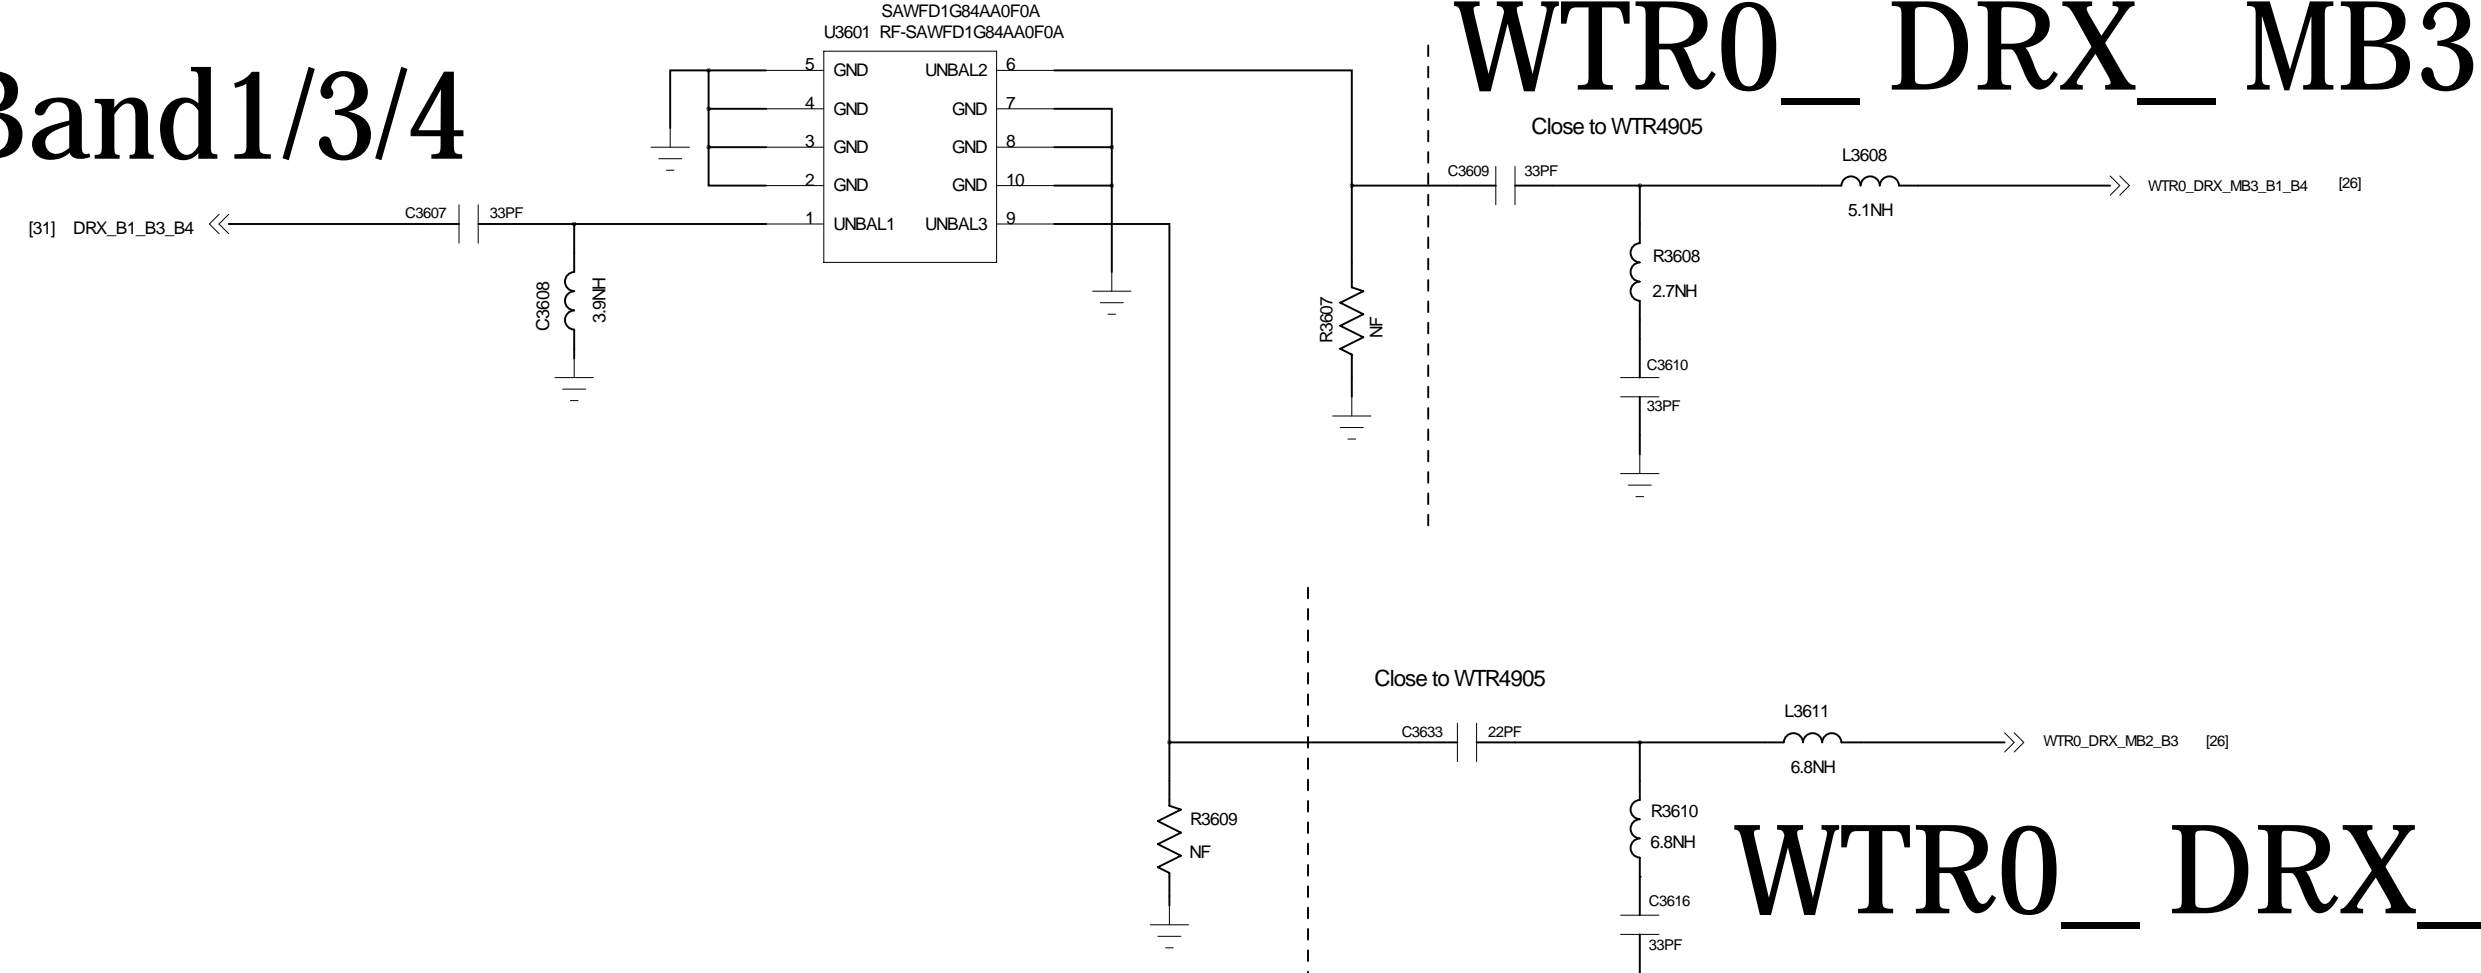 SAWFD1G84AA0F0A
U3601 RF-SAWFD1G84AA0F0A
WTR0_ DRX_ MB3
Band1/3/4
5 GND UNBAL2 6
4 GND GND 7
3 GND GND 8
2 GND GND 10
1 UNBAL1 UNBAL3 9
Close to WTR4905
C3609 33PF
L3608
5.1NH
WTR0_DRX_MB3_B1_B4 [26]
[31] DRX_B1_B3_B4
C3607 33PF
C3608
3.9NH
R3607
NF
R3608
2.7NH
C3610
33PF
Close to WTR4905
C3633 22PF
L3611
6.8NH
WTR0_DRX_MB2_B3 [26]
R3609
NF
R3610
6.8NH
C3616
33PF
WTR0_ DRX_